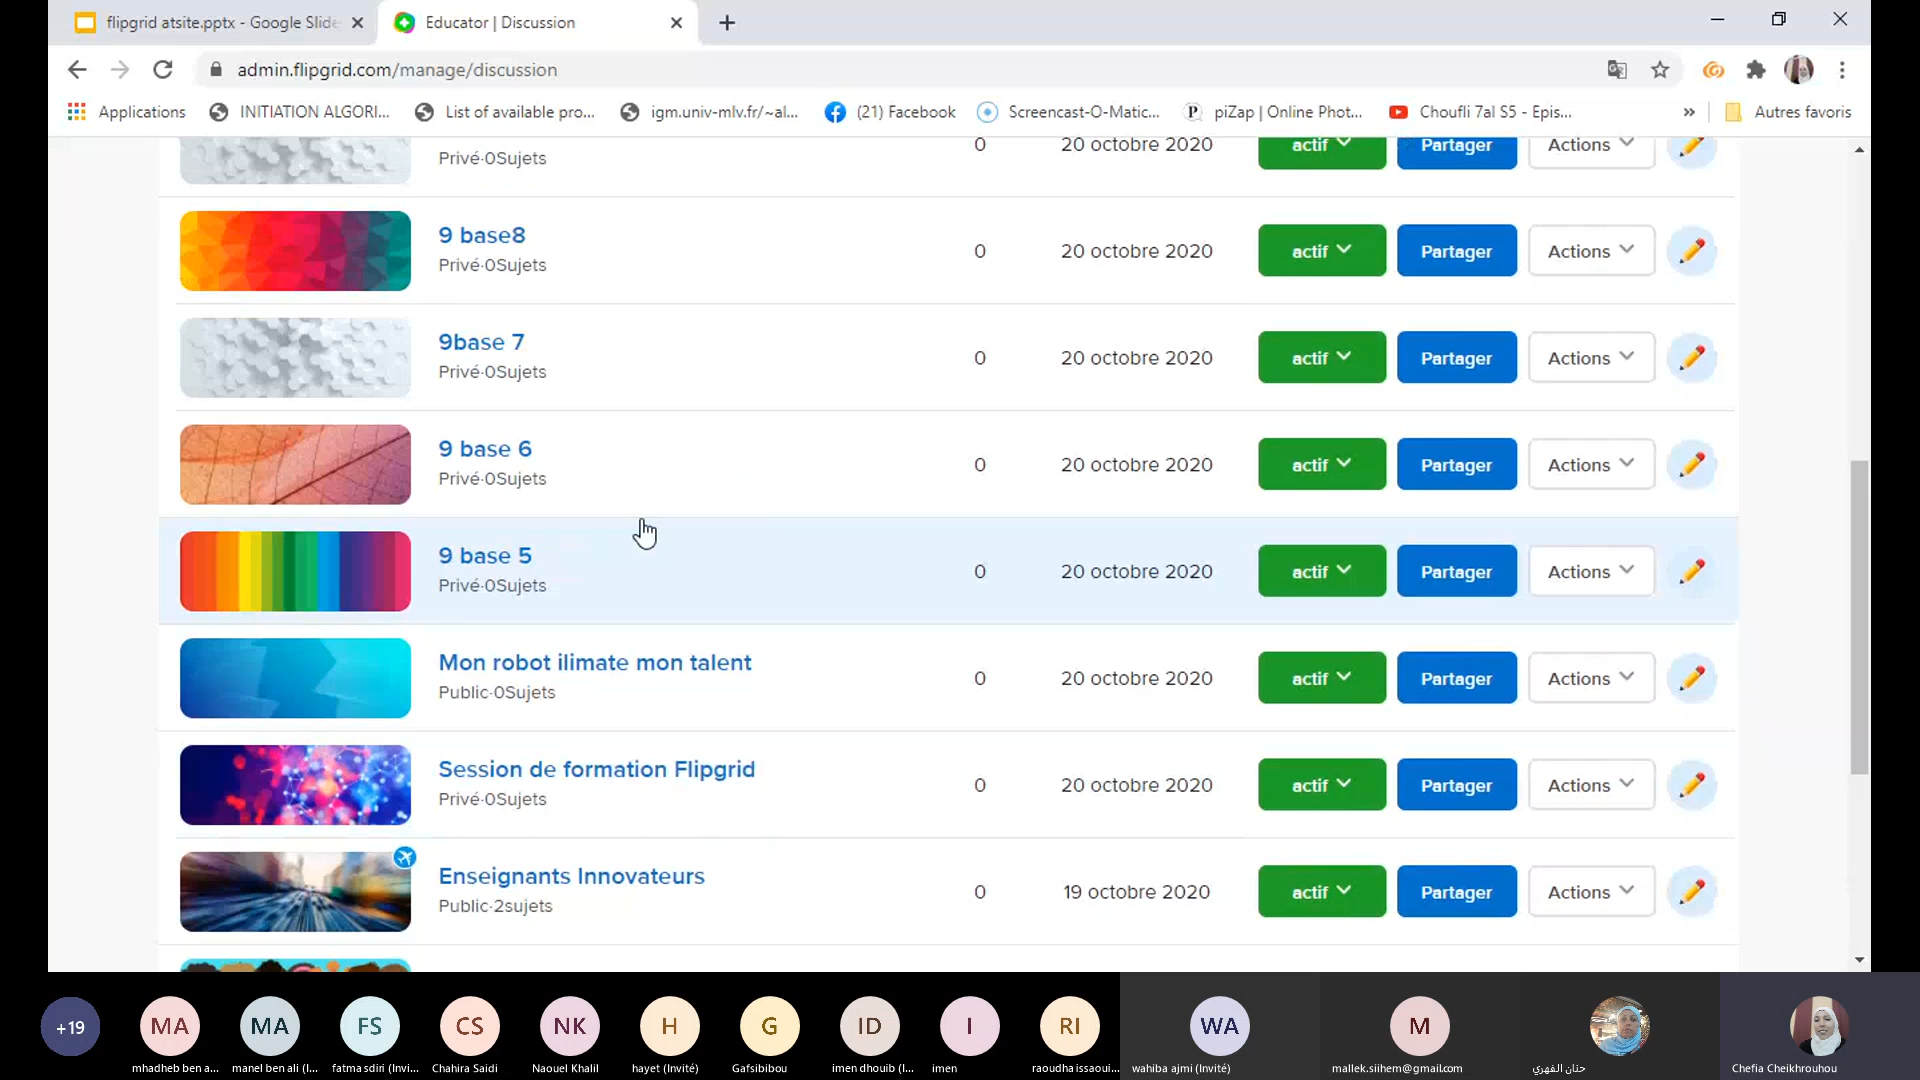 flipgrid atsite.pptx - Google Slide
Educator | Discussion
admin.flipgrid.com/manage/discussion
Applications
INITIATION ALGORI...
List of available pro...
igm.univ-mlv.fr/~al...
(21) Facebook
Screencast-O-Matic...
piZap | Online Phot...
Choufli 7al S5 - Epis...
»
Autres favoris
Privé·0Sujets 0 20 octobre 2020 actif Partager Actions
9 base8
Privé·0Sujets 0 20 octobre 2020 actif Partager Actions
9base 7
Privé·0Sujets 0 20 octobre 2020 actif Partager Actions
9 base 6
Privé·0Sujets 0 20 octobre 2020 actif Partager Actions
9 base 5
Privé·0Sujets 0 20 octobre 2020 actif Partager Actions
Mon robot ilimate mon talent
Public·0Sujets 0 20 octobre 2020 actif Partager Actions
Session de formation Flipgrid
Privé·0Sujets 0 20 octobre 2020 actif Partager Actions
Enseignants Innovateurs
Public·2sujets 0 19 octobre 2020 actif Partager Actions
+19 MA MA FS CS NK H G ID I RI WA M
mhadheb ben a... manel ben ali (I... fatma sdiri (Invi... Chahira Saidi Naouel Khalil hayet (Invité) Gafsibibou imen dhouib (I... imen raoudha issaoui... wahiba ajmi (Invité) mallek.siihem@gmail.com حنان الفهري Chefia Cheikhrouhou